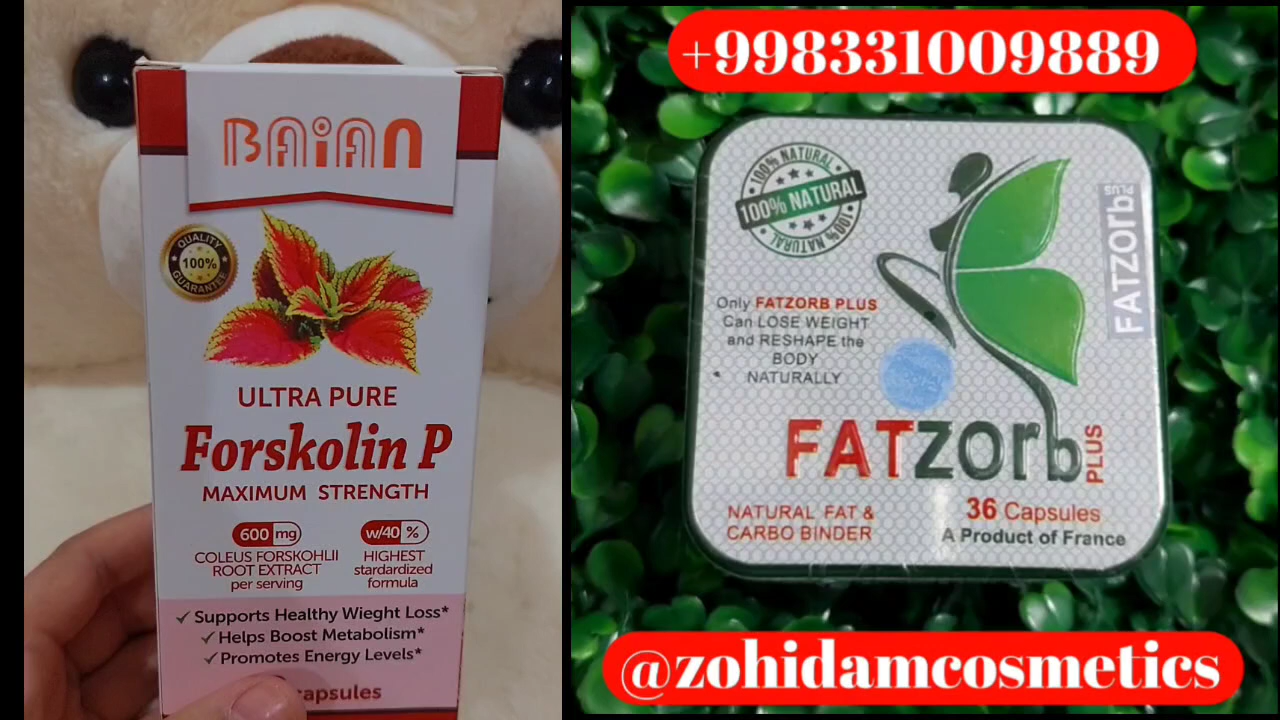 BAiAN
QUALITY
100%
GUARANTEE
ULTRA PURE
Forskolin P
MAXIMUM STRENGTH
600 mg
COLEUS FORSKOHLII
ROOT EXTRACT
per serving
w/40 %
HIGHEST
stardardized
formula
✓ Supports Healthy Wieght Loss*
✓ Helps Boost Metabolism*
✓ Promotes Energy Levels*
capsules
+998331009889
100% NATURAL
100% NATURAL
100% NATURAL
FATZORb PLUS
Only FATZORB PLUS
Can LOSE WEIGHT
and RESHAPE the
BODY
NATURALLY
FATZORb PLUS
NATURAL FAT &
CARBO BINDER
36 Capsules
A Product of France
@zohidamcosmetics